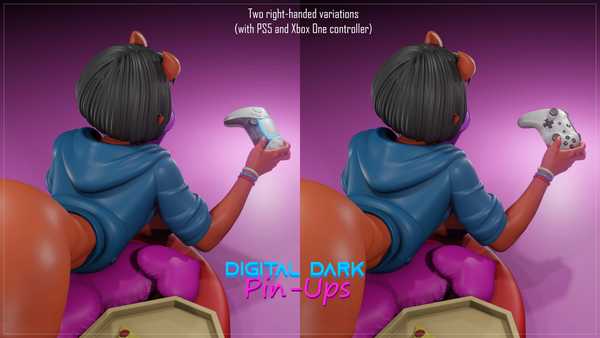 Two right-handed variations
(with PS5 and Xbox One controller)
DIGITAL DARK
Pin-Ups